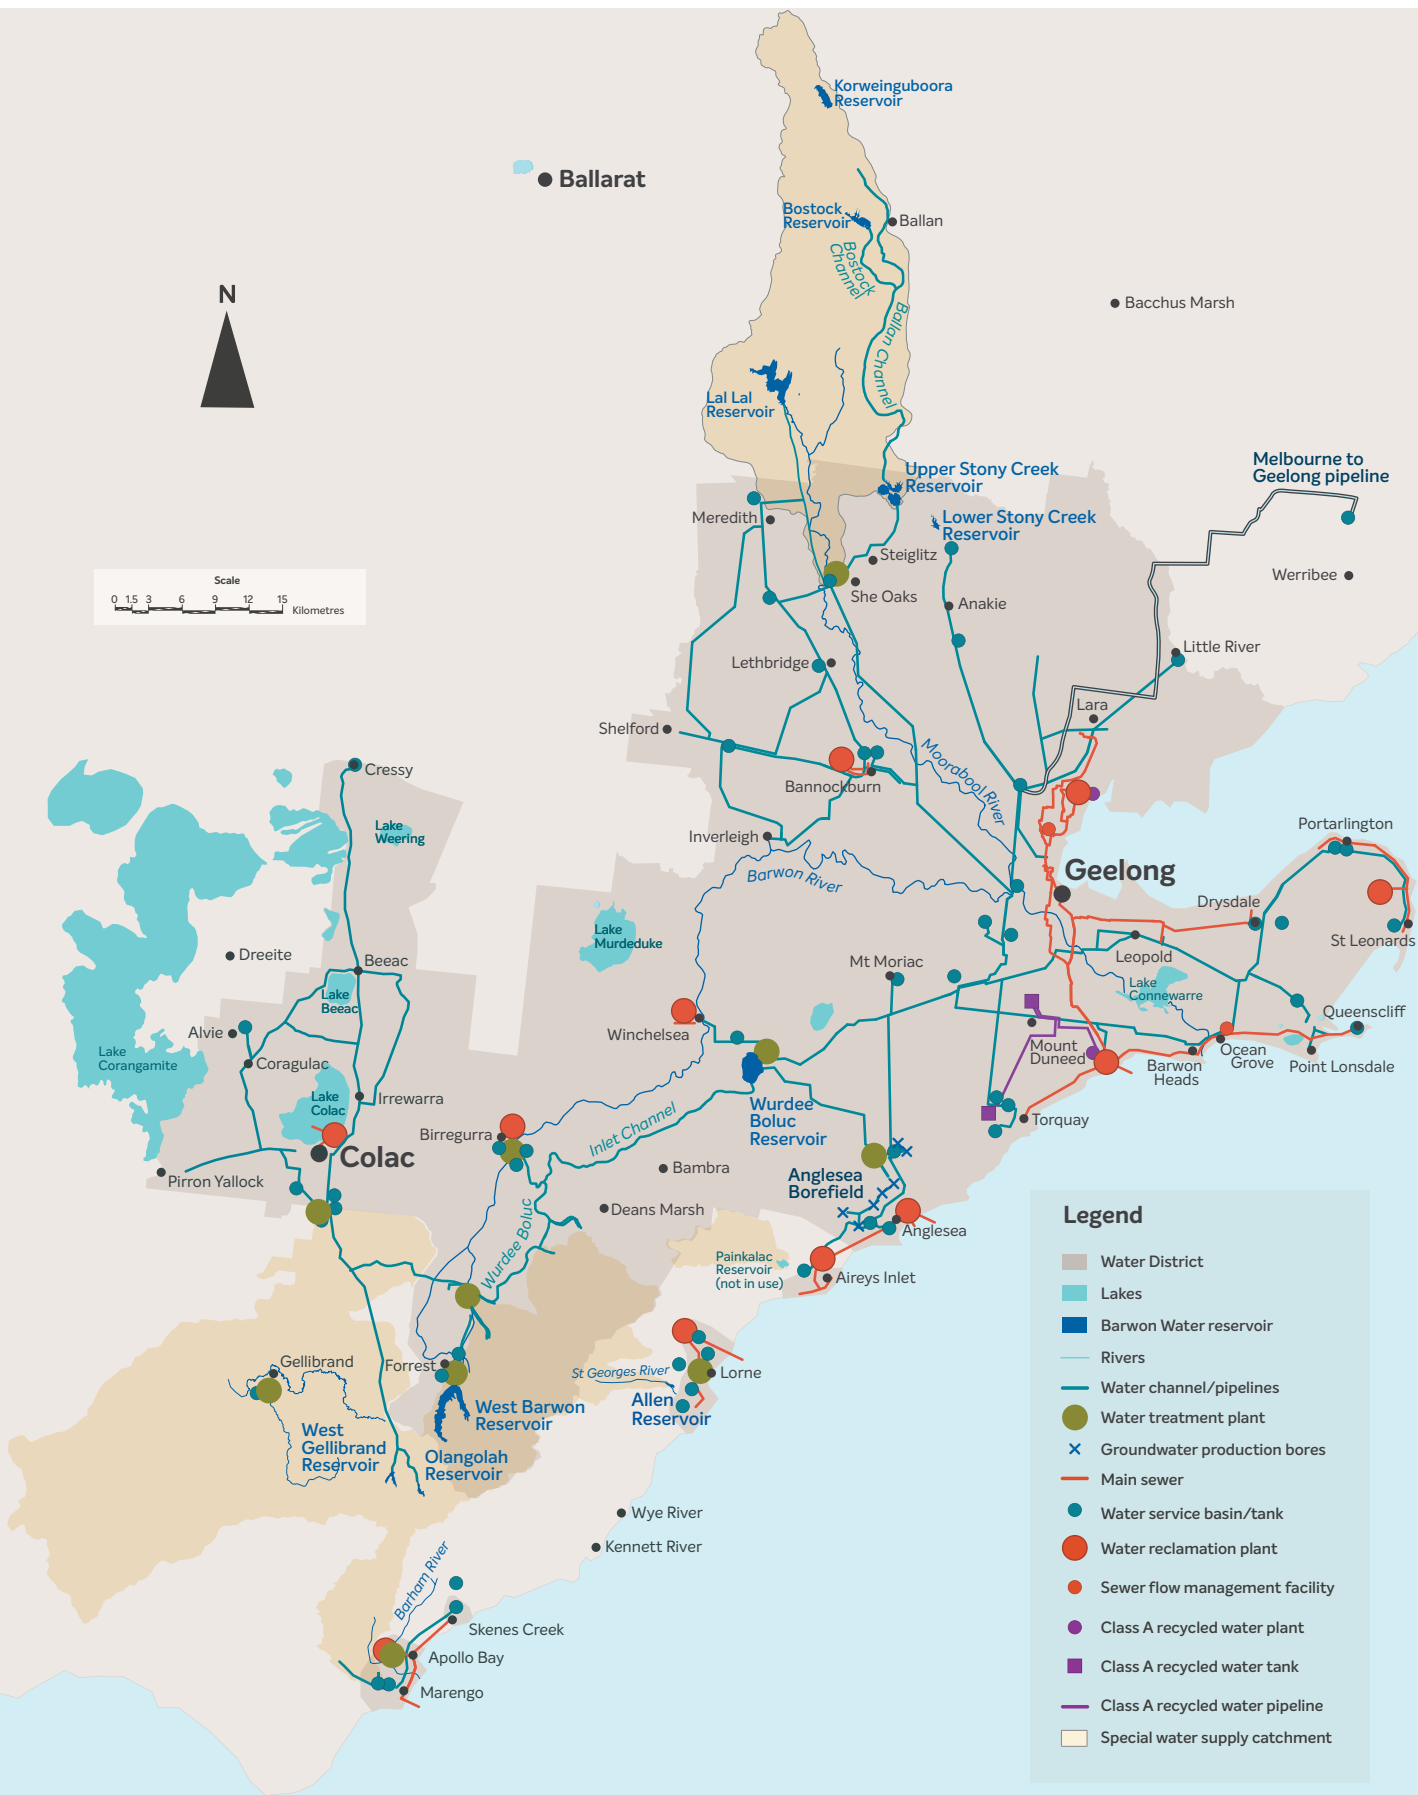 Korweinguboora
Reservoir
Ballarat
Bostock
Reservoir
Ballan
Bostock
Channel
N
Bacchus Marsh
Ballan Channel
Lal Lal
Reservoir
Melbourne to
Geelong pipeline
Upper Stony Creek
Reservoir
Meredith
Lower Stony Creek
Reservoir
Steiglitz
Werribee
Scale
0 1.5 3 6 9 12 15
Kilometres
She Oaks
Anakie
Little River
Lethbridge
Lara
Shelford
Moorabool River
Cressy
Bannockburn
Lake
Weering
Inverleigh
Portarlington
Barwon River
Geelong
Drysdale
Lake
Murdeduke
St Leonards
Dreeite
Beeac
Mt Moriac
Leopold
Lake
Beeac
Lake
Connewarre
Alvie
Winchelsea
Queenscliff
Lake
Corangamite
Coragulac
Mount
Duneed
Ocean
Grove
Barwon
Heads
Point Lonsdale
Lake
Colac
Irrewarra
Wurdee
Boluc
Reservoir
Inlet Channel
Birregurra
Torquay
Colac
Bambra
Pirron Yallock
Anglesea
Borefield
Deans Marsh
Wurdee Boluc
Anglesea
Painkalac
Reservoir
(not in use)
Aireys Inlet
Gellibrand
Forrest
St Georges River
Lorne
Allen
Reservoir
West Barwon
Reservoir
West
Gellibrand
Reservoir
Olangolah
Reservoir
Wye River
Kennett River
Barham River
Skenes Creek
Apollo Bay
Marengo
Legend
Water District
Lakes
Barwon Water reservoir
Rivers
Water channel/pipelines
Water treatment plant
Groundwater production bores
Main sewer
Water service basin/tank
Water reclamation plant
Sewer flow management facility
Class A recycled water plant
Class A recycled water tank
Class A recycled water pipeline
Special water supply catchment